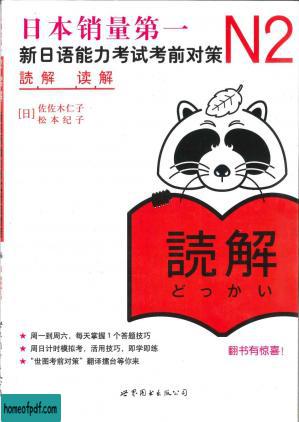 日本销量第一
新日语能力考试考前对策 N2
読解 读解
[日] 佐佐木仁子
松本纪子
読解
どっかい
★ 周一到周六，每天掌握1个答题技巧
★ 周日计时模拟考，活用技巧，即学即练
★ “世图考前对策”翻译擂台等你来
翻书有惊喜！
世界图书出版公司
homeofpdf.com